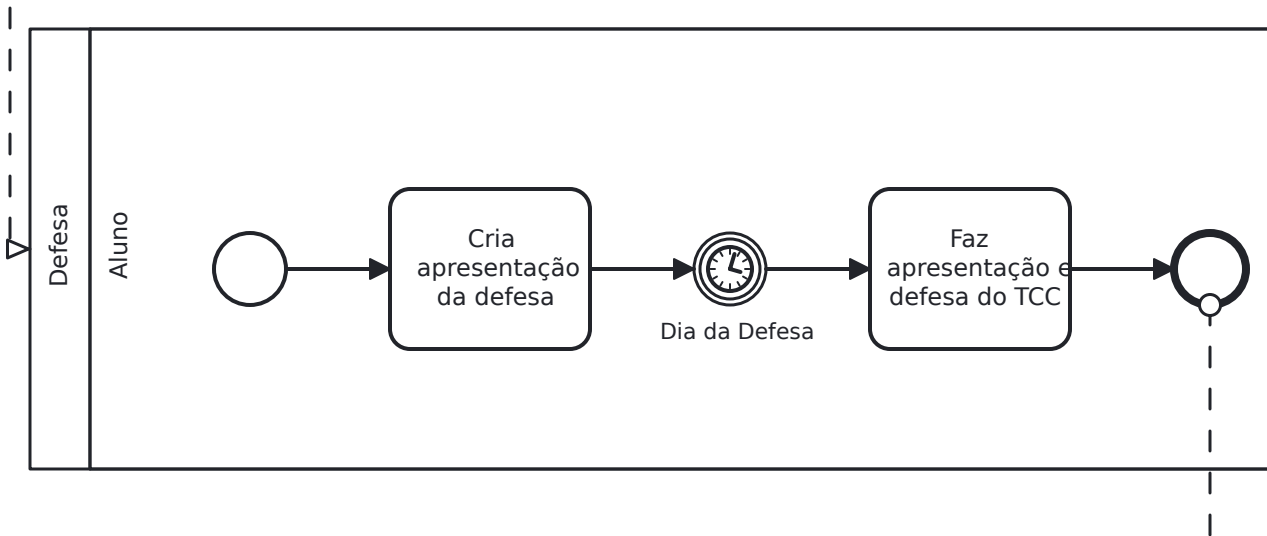 Defesa
Aluno
Cria
apresentação
da defesa
Dia da Defesa
Faz
apresentação e
defesa do TCC